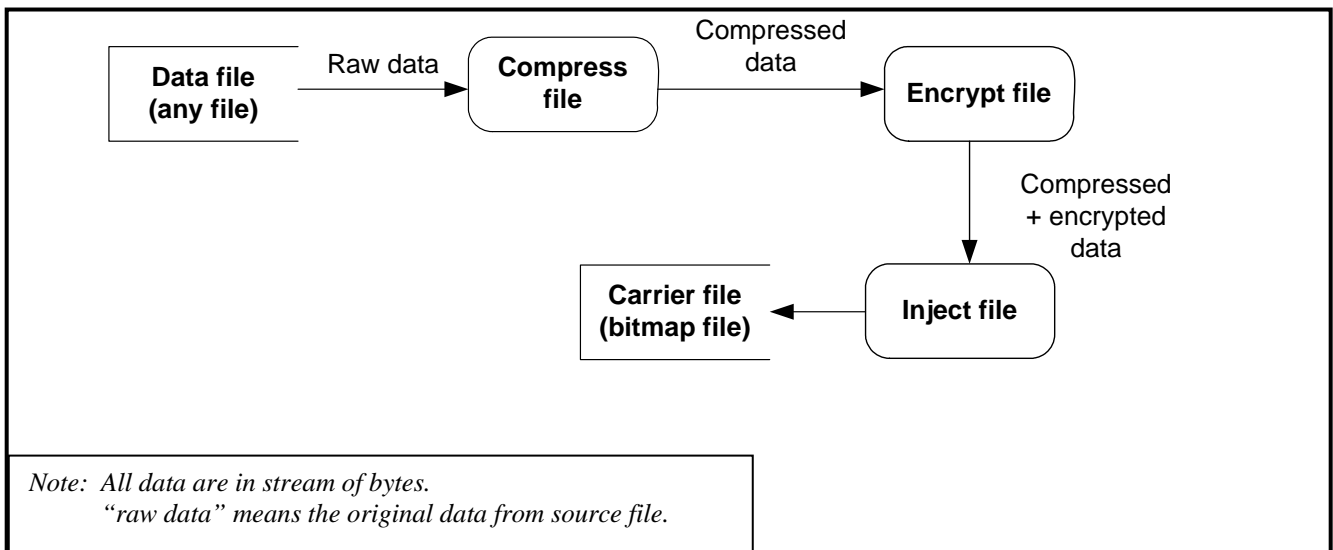 Data file
(any file)
Raw data
Compress
file
Compressed
data
Encrypt file
Compressed
+ encrypted
data
Inject file
Carrier file
(bitmap file)
Note: All data are in stream of bytes.
“raw data” means the original data from source file.